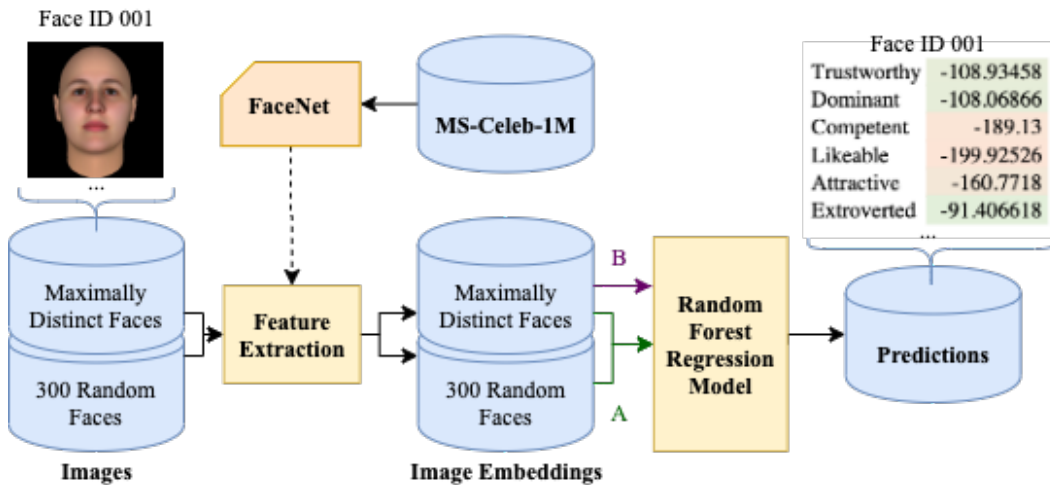 Face ID 001
...
Maximally
Distinct Faces
300 Random
Faces
Images
FaceNet
MS-Celeb-1M
Feature
Extraction
Maximally
Distinct Faces
300 Random
Faces
Image Embeddings
B
A
Random
Forest
Regression
Model
Face ID 001
Trustworthy -108.93458
Dominant -108.06866
Competent -189.13
Likeable -199.92526
Attractive -160.7718
Extroverted -91.406618
...
Predictions